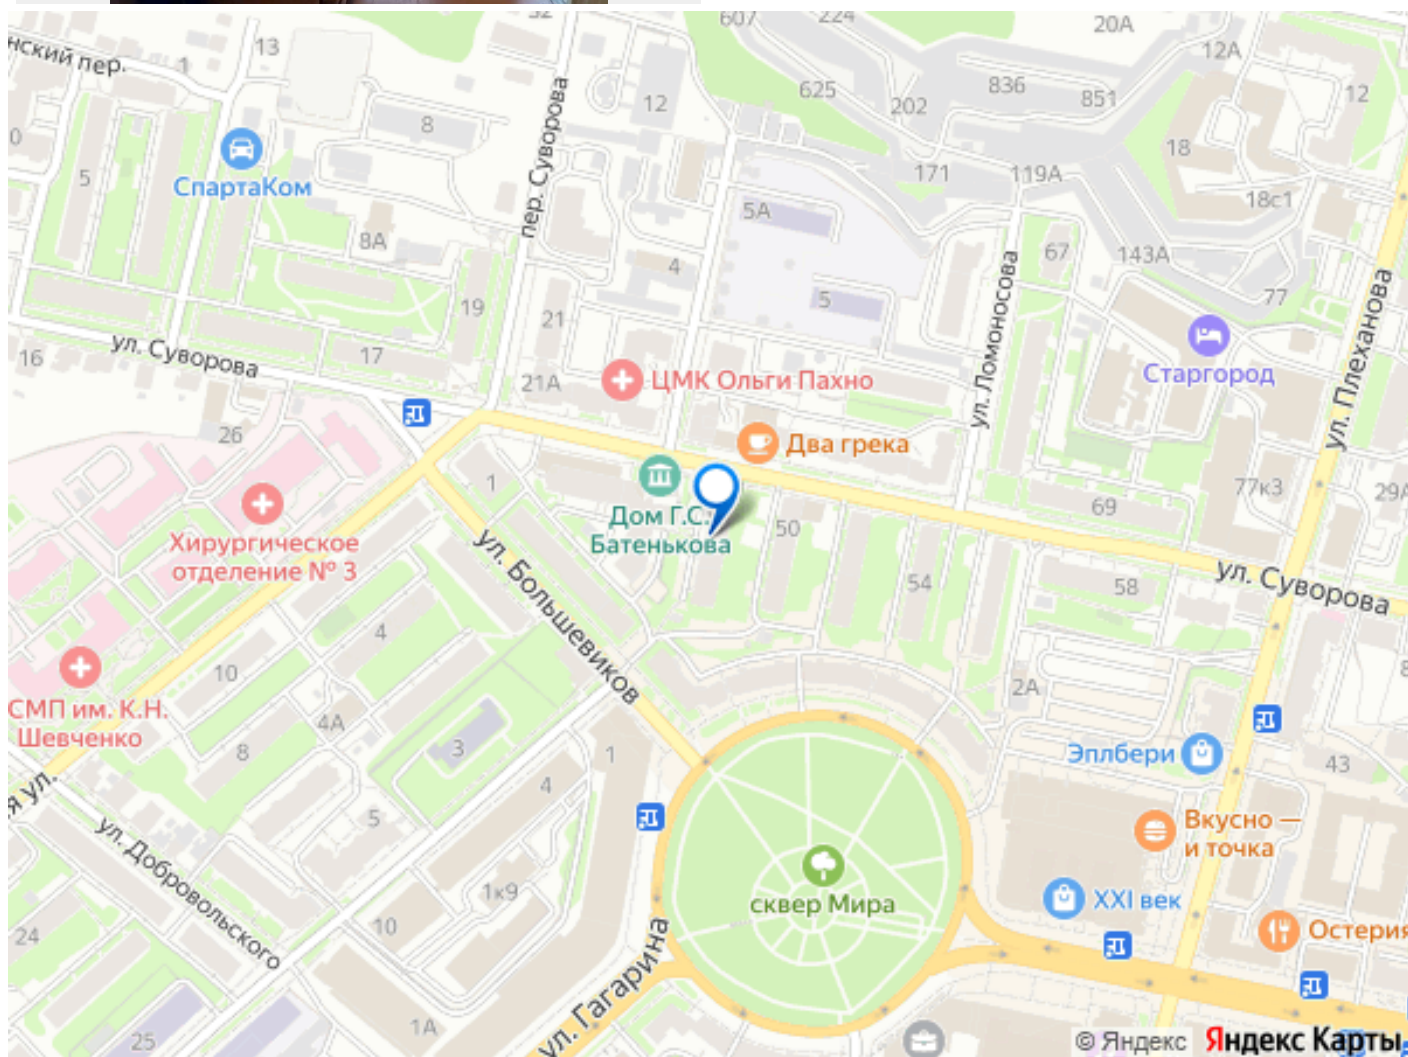 607
224
20А
нский пер.
1
13
12А
625
202
836
851
12
12
8
пер. Суворова
18
5
СпартаКом
171
119А
18с1
5А
8А
4
67
143А
5
77
19
21
ул. Ломоносова
ул. Плеханова
ул. Суворова
16
17
21А
ЦМК Ольги Пахно
Старгород
26
Два грека
1
Дом Г.С.
Батенькова
50
69
77к3
29А
Хирургическое
отделение № 3
ул. Большевиков
54
58
ул. Суворова
4
10
СМП им. К.Н.
Шевченко
4А
3
8
2А
1
4
Эплбери
43
я ул.
5
ул. Добровольского
Вкусно —
и точка
1к9
сквер Мира
XXI век
24
10
Остерия
ул. Гагарина
25
1А
© Яндекс Яндекс Карты